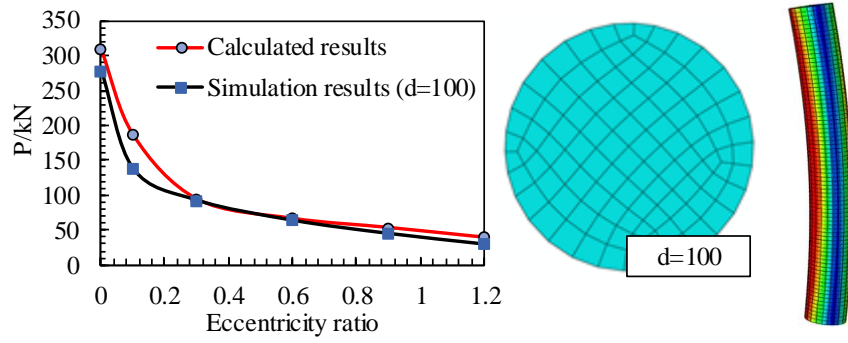 350
300
250
200
150
100
50
0
P/kN
Calculated results
Simulation results (d=100)
0 0.2 0.4 0.6 0.8 1 1.2
Eccentricity ratio
d=100